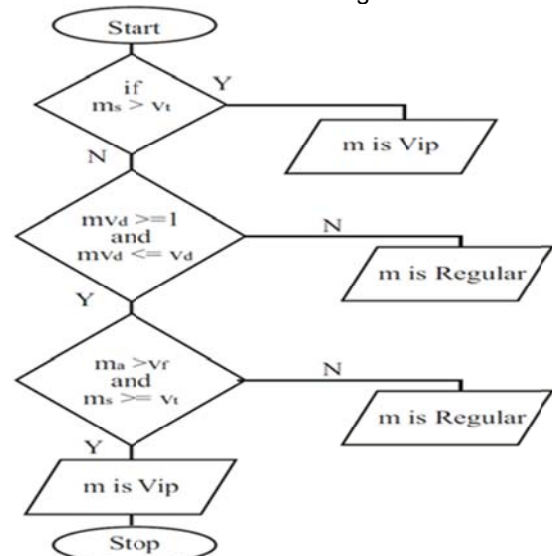 Start
if
Y
ms > vt
m is Vip
N
mvd >=1
and
mvd <= vd
N
m is Regular
Y
ma >vf
and
ms >= vt
N
m is Regular
Y
m is Vip
Stop